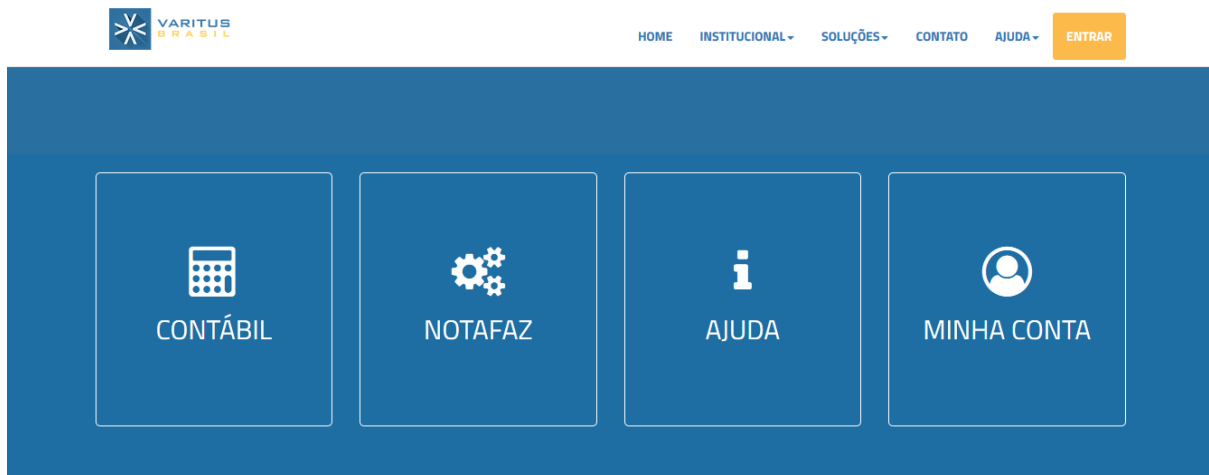 VARITUS
BRASIL
HOME INSTITUCIONAL SOLUÇÕES CONTATO AJUDA ENTRAR
CONTÁBIL NOTAFAZ AJUDA MINHA CONTA